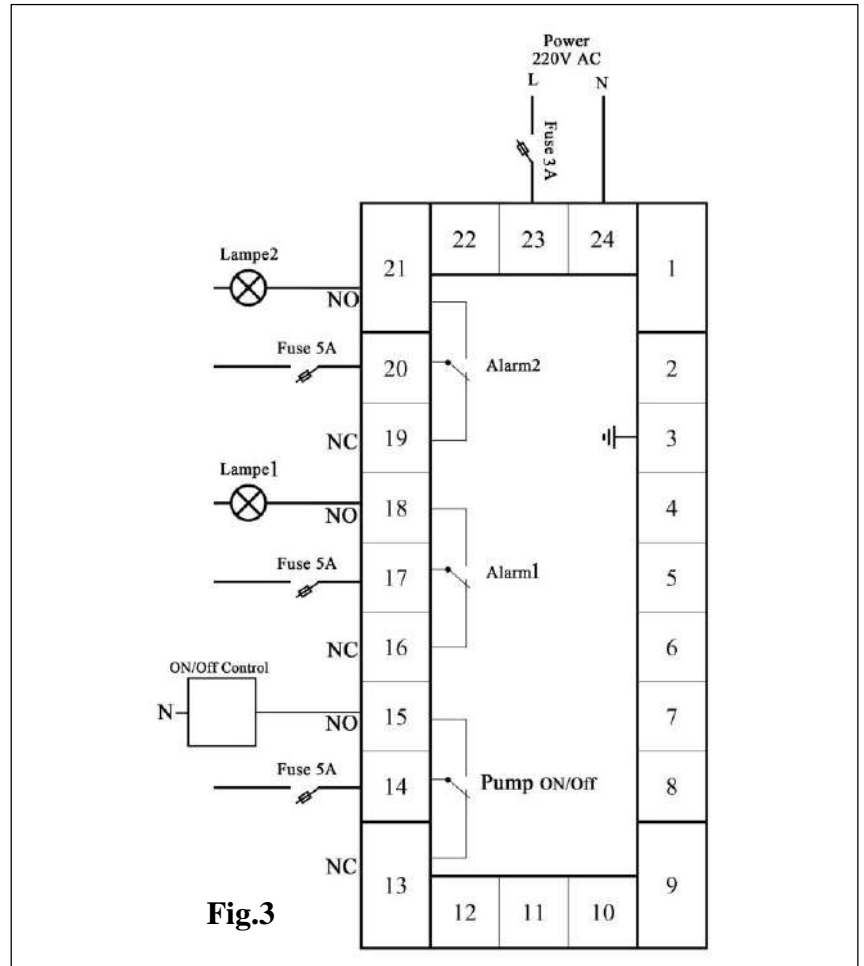 Power
220V AC
L N
Fuse 3A
22 23 24
21 1
Lampe2
NO
Fuse 5A
20 Alarm2 2
NC 19 3
Lampe1
NO 18 4
Fuse 5A
17 Alarm1 5
NC 16 6
ON/Off Control
N
NO 15 7
Fuse 5A
14 Pump ON/Off 8
NC
13 9
12 11 10
Fig.3